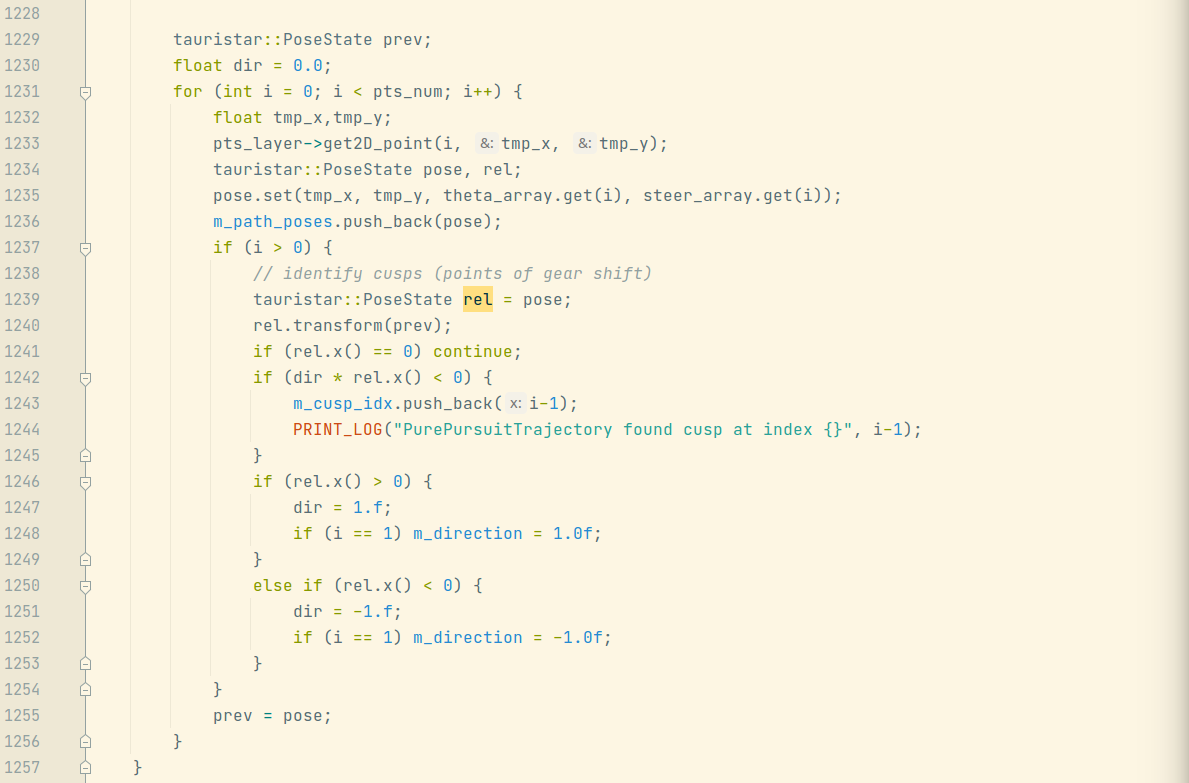 1228
1229 tauristar::PoseState prev;
1230 float dir = 0.0;
1231 for (int i = 0; i < pts_num; i++) {
1232 float tmp_x,tmp_y;
1233 pts_layer->get2D_point(i, &: tmp_x, &: tmp_y);
1234 tauristar::PoseState pose, rel;
1235 pose.set(tmp_x, tmp_y, theta_array.get(i), steer_array.get(i));
1236 m_path_poses.push_back(pose);
1237 if (i > 0) {
1238 // identify cusps (points of gear shift)
1239 tauristar::PoseState rel = pose;
1240 rel.transform(prev);
1241 if (rel.x() == 0) continue;
1242 if (dir * rel.x() < 0) {
1243 m_cusp_idx.push_back( x: i-1);
1244 PRINT_LOG("PurePursuitTrajectory found cusp at index {}", i-1);
1245 }
1246 if (rel.x() > 0) {
1247 dir = 1.f;
1248 if (i == 1) m_direction = 1.0f;
1249 }
1250 else if (rel.x() < 0) {
1251 dir = -1.f;
1252 if (i == 1) m_direction = -1.0f;
1253 }
1254 }
1255 prev = pose;
1256 }
1257 }